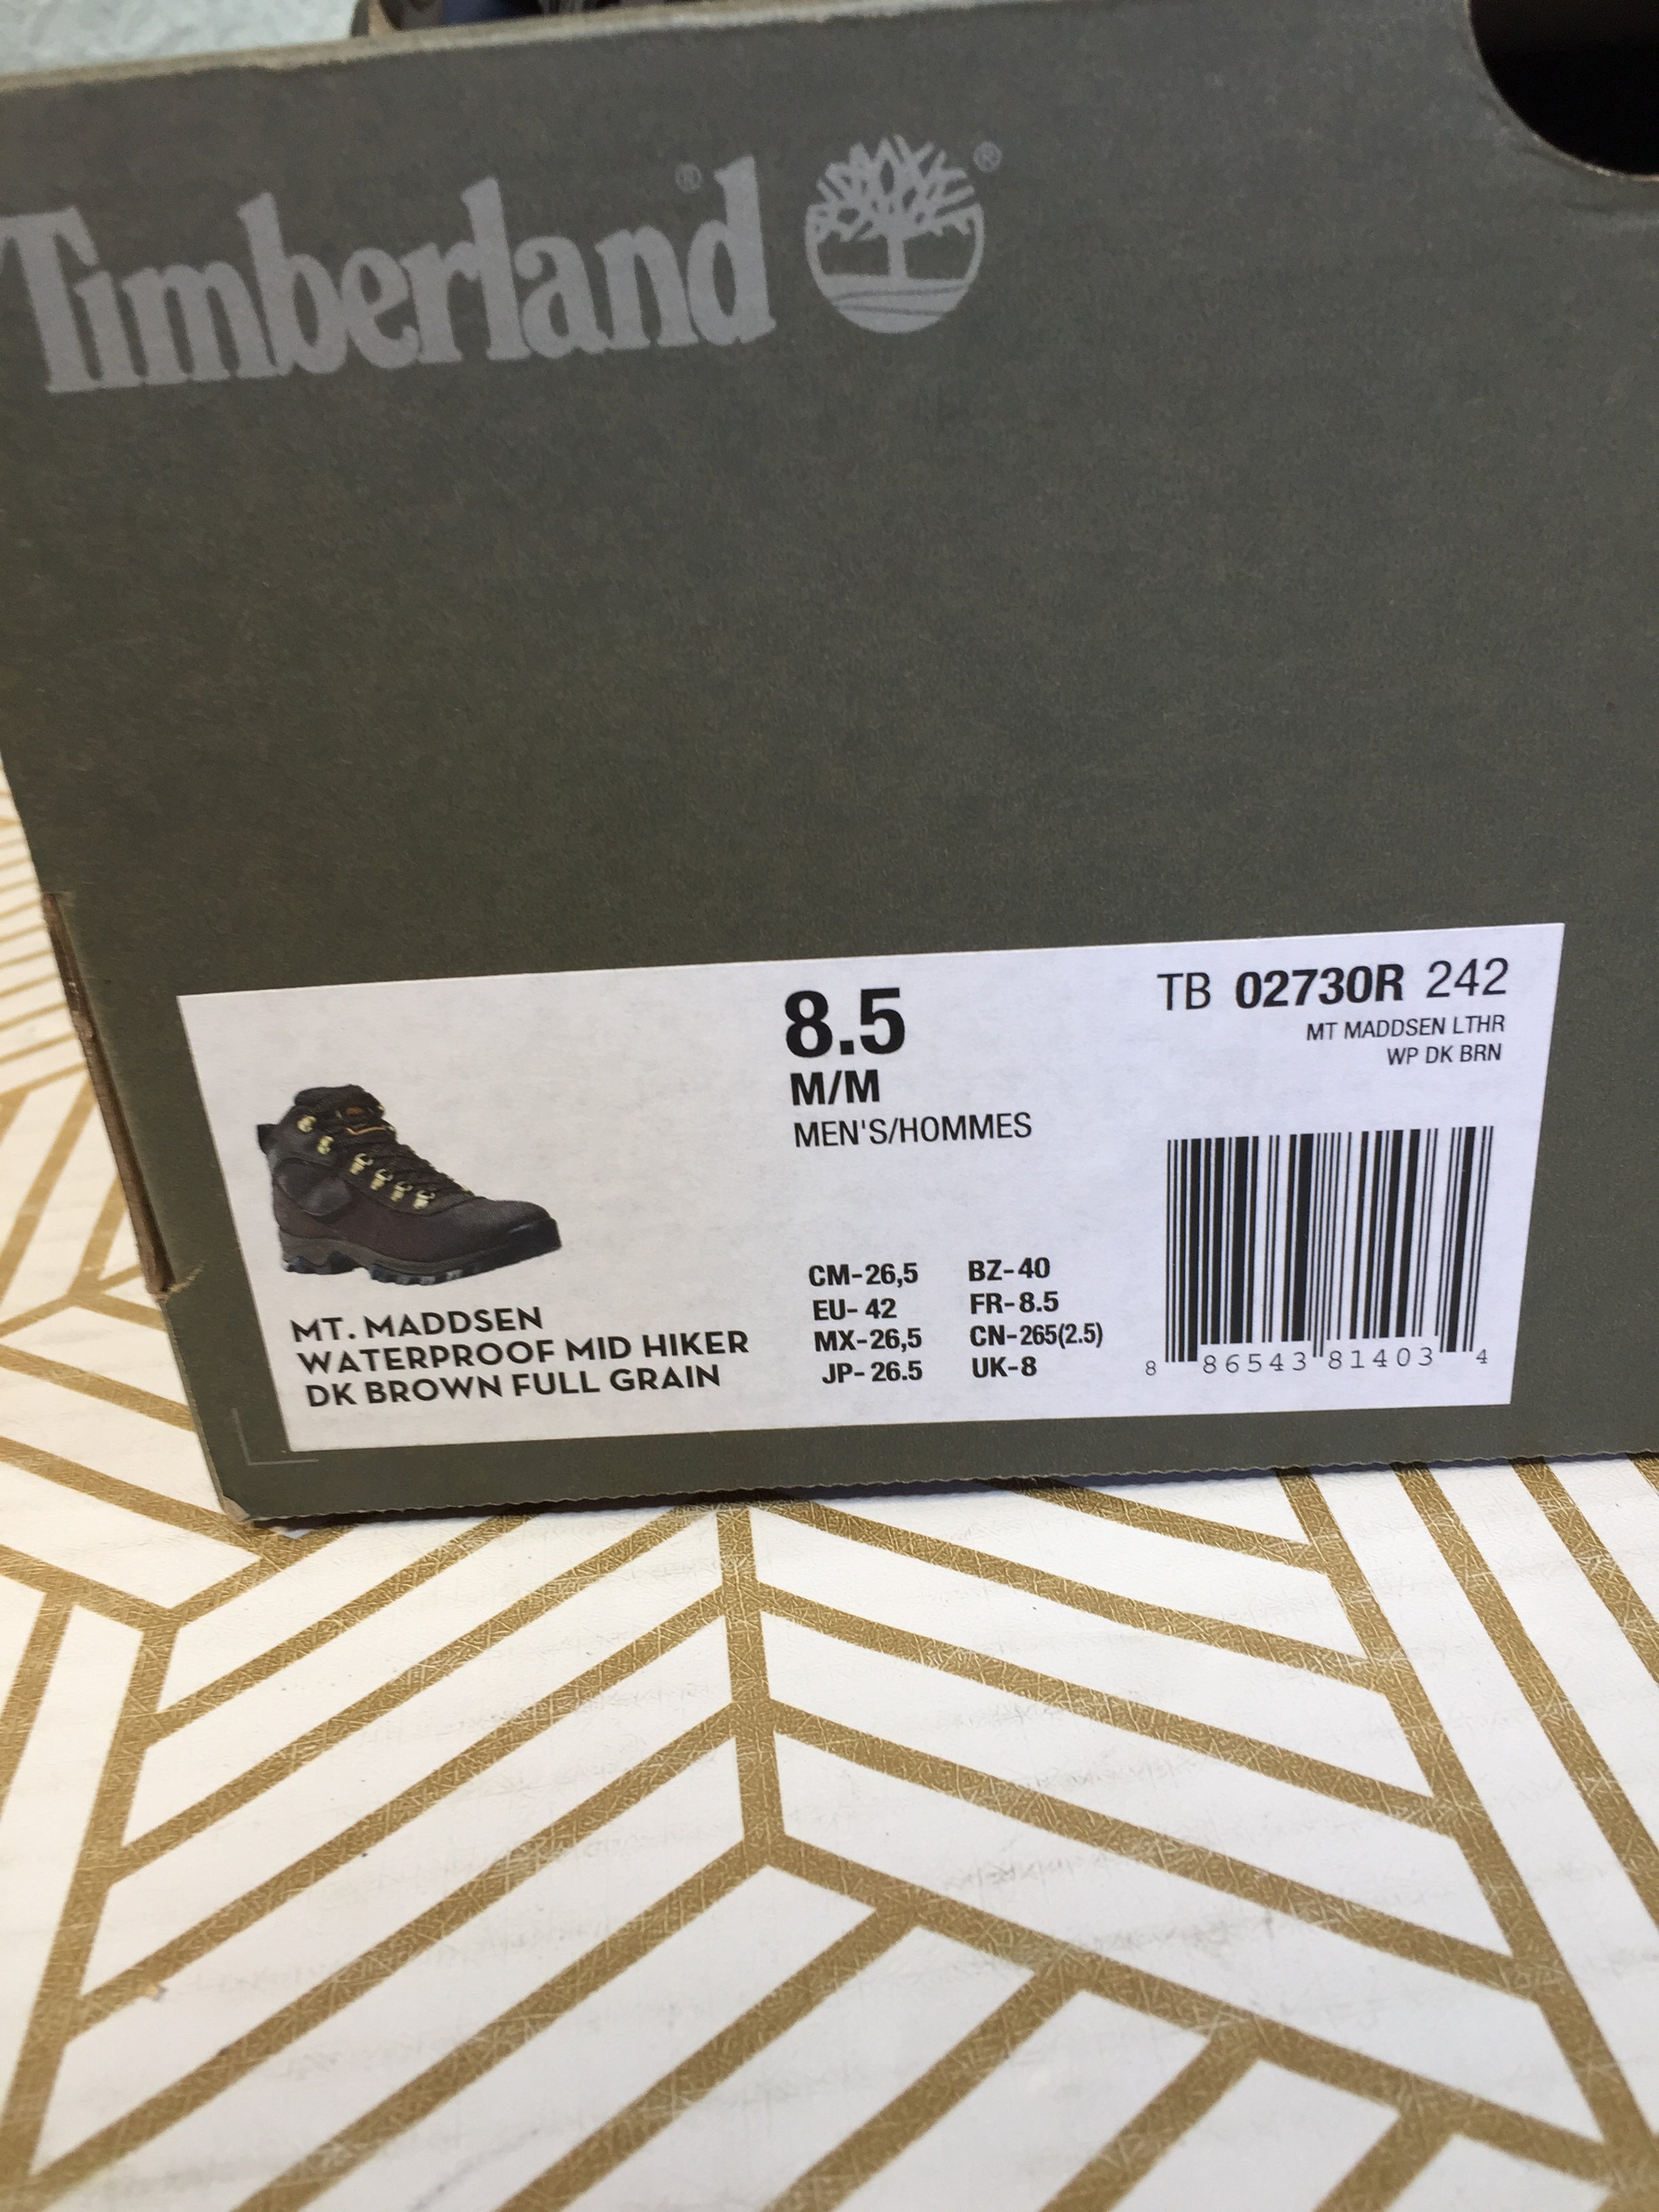 Timberland® ®
8.5
M/M
MEN'S/HOMMES
TB 02730R 242
MT MADDSEN LTHR
WP DK BRN
MT. MADDSEN
WATERPROOF MID HIKER
DK BROWN FULL GRAIN
CM-26,5 BZ-40
EU- 42 FR-8.5
MX-26,5 CN-265(2.5)
JP- 26.5 UK-8
8 86543 81403 4